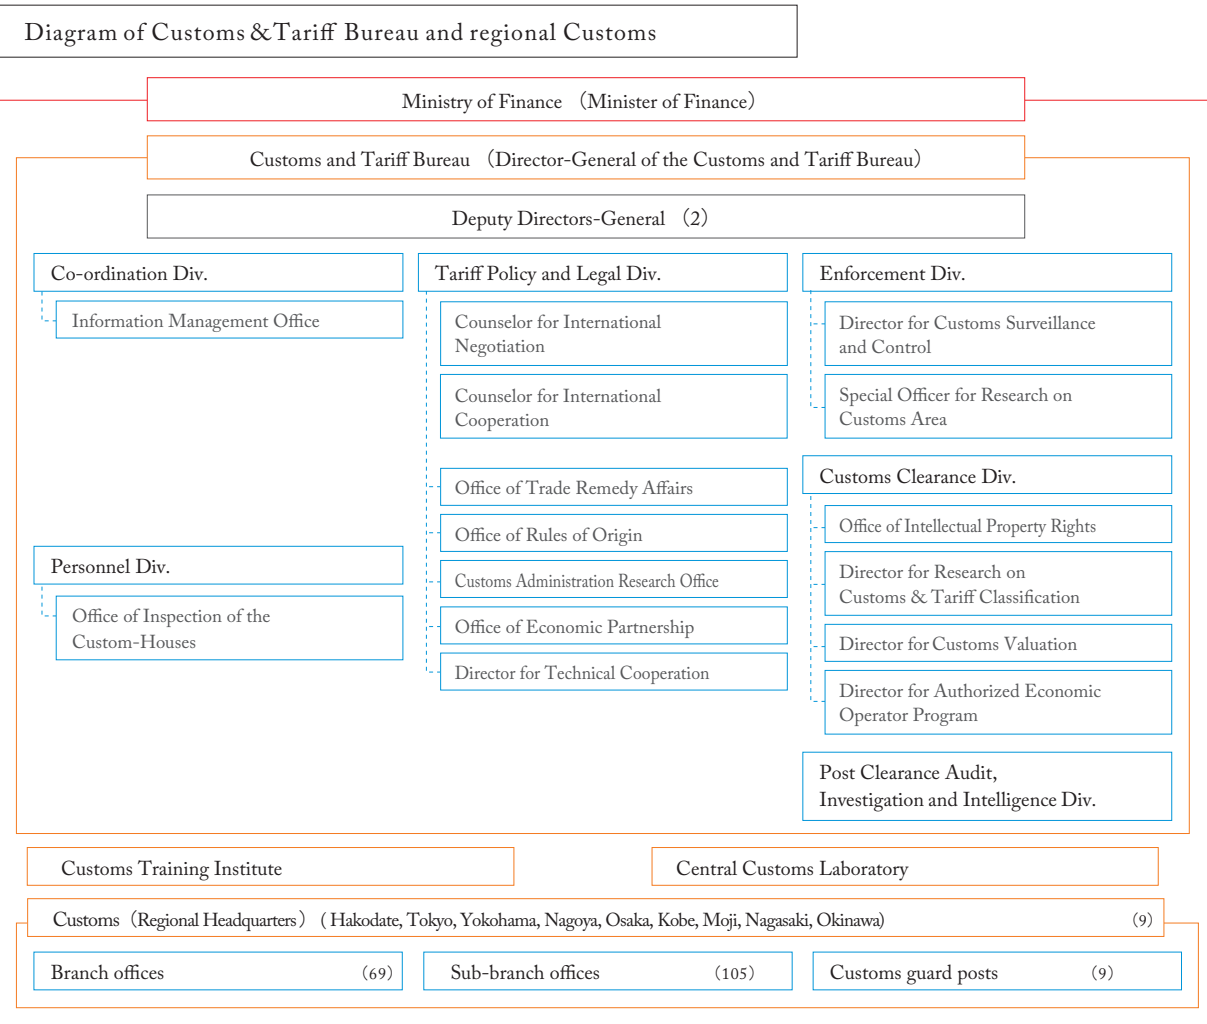 Diagram of Customs &Tariff Bureau and regional Customs
Ministry of Finance （Minister of Finance）
Customs and Tariff Bureau （Director-General of the Customs and Tariff Bureau）
Deputy Directors-General （2）
Co-ordination Div.
Information Management Office
Personnel Div.
Office of Inspection of the
Custom-Houses
Tariff Policy and Legal Div.
Counselor for International
Negotiation
Counselor for International
Cooperation
Office of Trade Remedy Affairs
Office of Rules of Origin
Customs Administration Research Office
Office of Economic Partnership
Director for Technical Cooperation
Enforcement Div.
Director for Customs Surveillance
and Control
Special Officer for Research on
Customs Area
Customs Clearance Div.
Office of Intellectual Property Rights
Director for Research on
Customs & Tariff Classification
Director for Customs Valuation
Director for Authorized Economic
Operator Program
Post Clearance Audit,
Investigation and Intelligence Div.
Customs Training Institute
Central Customs Laboratory
Customs（Regional Headquarters） ( Hakodate, Tokyo, Yokohama, Nagoya, Osaka, Kobe, Moji, Nagasaki, Okinawa) （9）
Branch offices （69）
Sub-branch offices （105）
Customs guard posts （9）